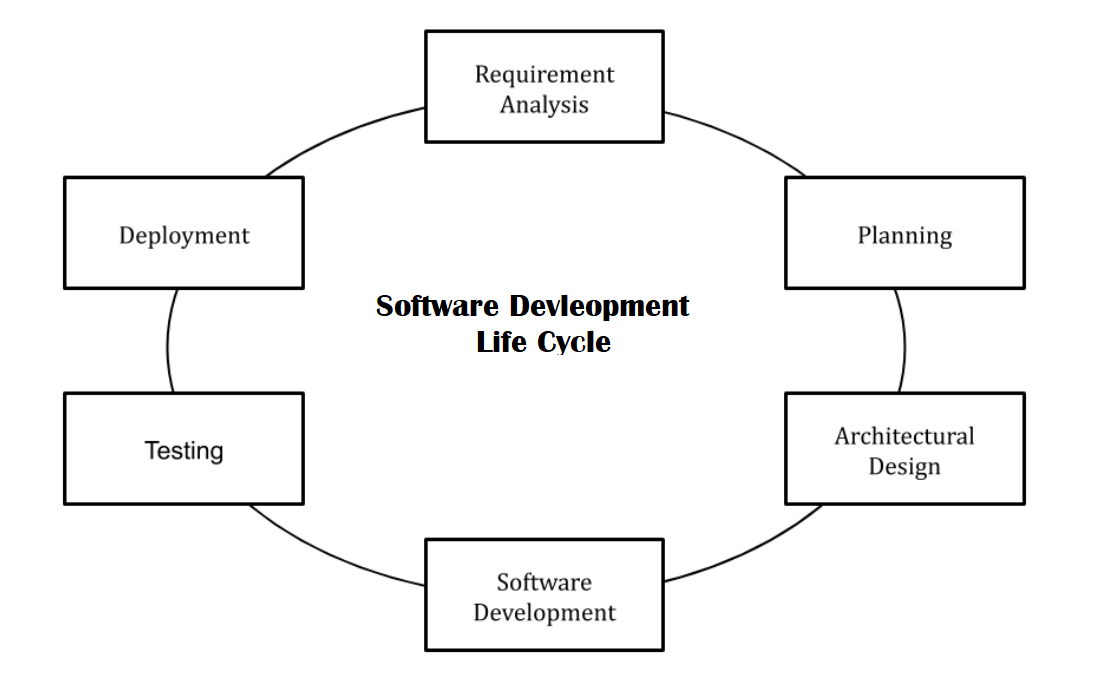 Requirement
Analysis
Deployment
Planning
Software Devleopment
Life Cycle
Testing
Architectural
Design
Software
Development